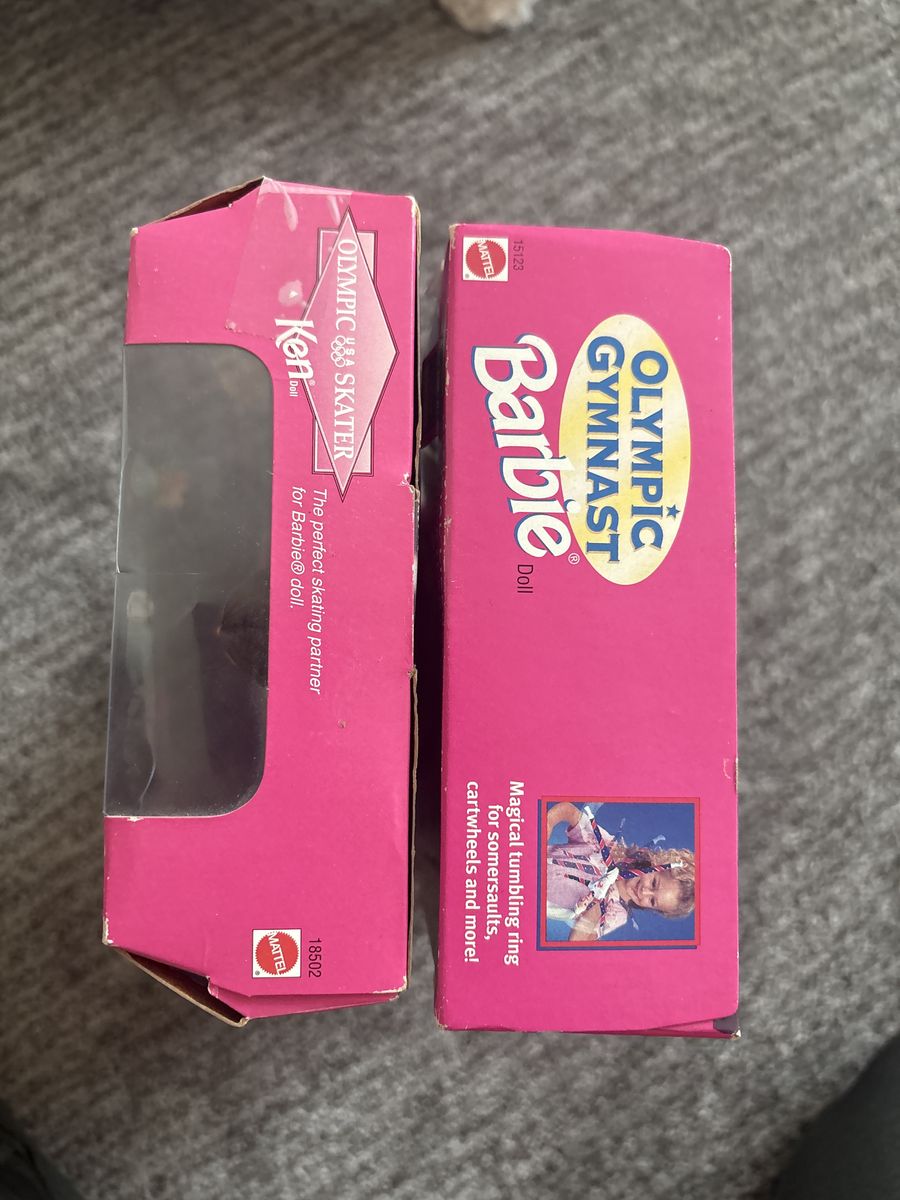 OLYMPIC USA SKATER
Ken® Doll
The perfect skating partner
for Barbie® doll.
MATTEL
®
18502
15123
MATTEL
®
OLYMPIC
GYMNAST
Barbie® Doll
Magical tumbling ring
for somersaults,
cartwheels and more!